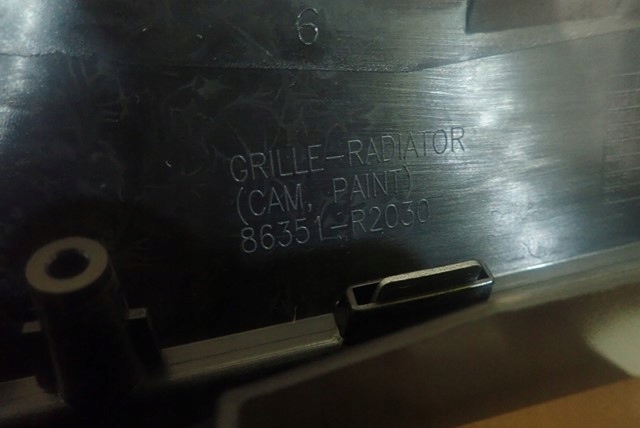 6
GRILLE-RADIATOR
(CAM, PAINT)
86351-R2030